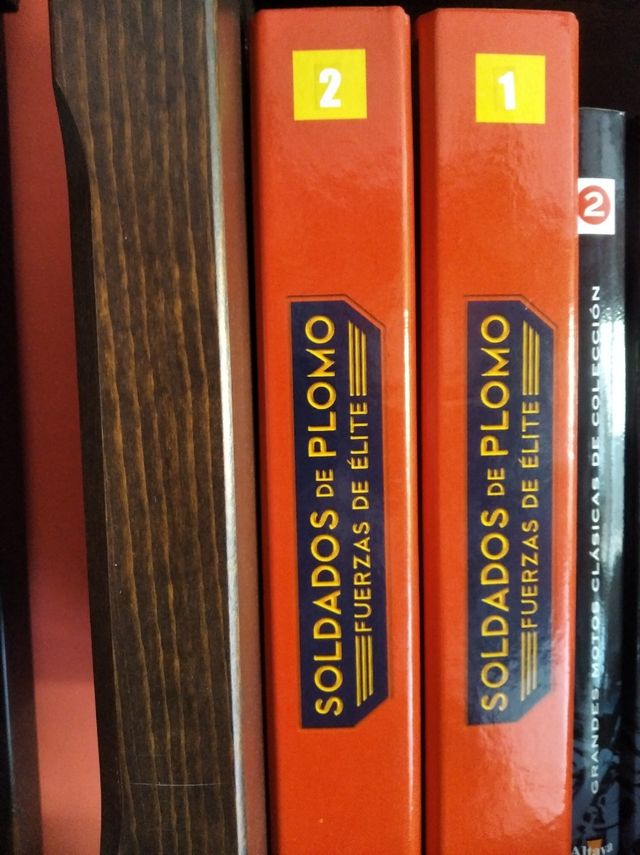 2
SOLDADOS DE PLOMO
FUERZAS DE ÉLITE
1
SOLDADOS DE PLOMO
FUERZAS DE ÉLITE
2
GRANDES MOTOS CLÁSICAS DE COLECCIÓN
Altaya